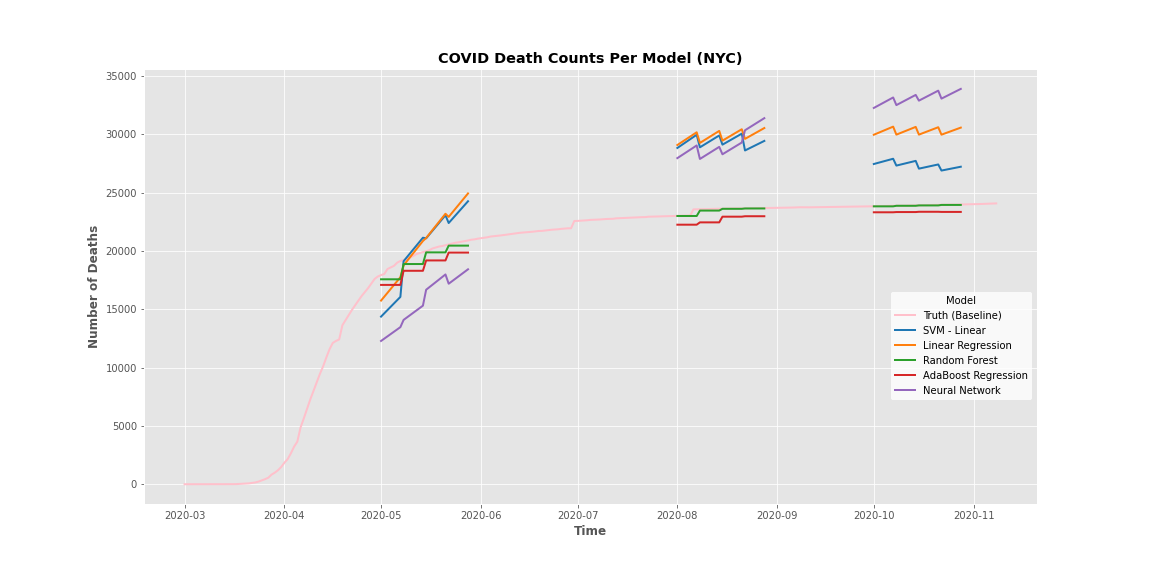 COVID Death Counts Per Model (NYC)
35000
30000
25000
20000
15000
10000
5000
0
Number of Deaths
2020-03 2020-04 2020-05 2020-06 2020-07 2020-08 2020-09 2020-10 2020-11
Time
Model
Truth (Baseline)
SVM - Linear
Linear Regression
Random Forest
AdaBoost Regression
Neural Network